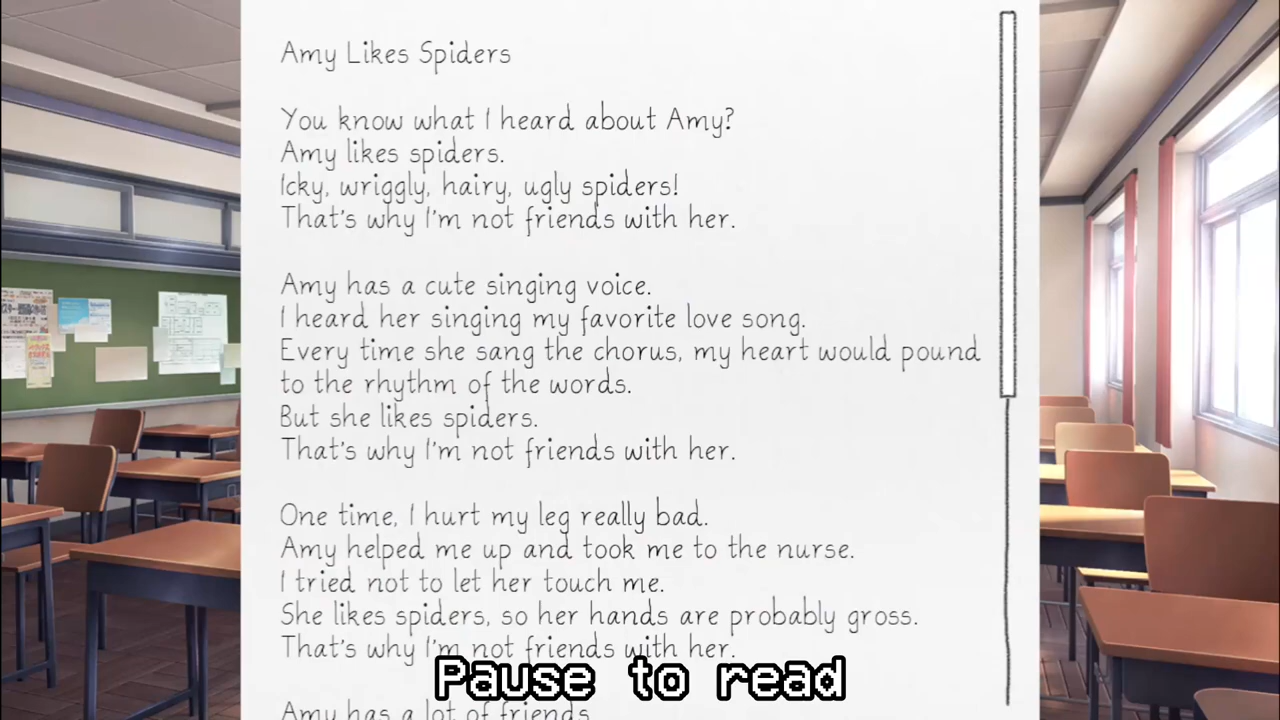 Amy Likes Spiders
You know what I heard about Amy?
Amy likes spiders.
Icky, wriggly, hairy, ugly spiders!
That's why I'm not friends with her.
Amy has a cute singing voice.
I heard her singing my favorite love song.
Every time she sang the chorus, my heart would pound
to the rhythm of the words.
But she likes spiders.
That's why I'm not friends with her.
One time, I hurt my leg really bad.
Amy helped me up and took me to the nurse.
I tried not to let her touch me.
She likes spiders, so her hands are probably gross.
That's why I'm not friends with her.
Pause to read
Amy has a lot of friends